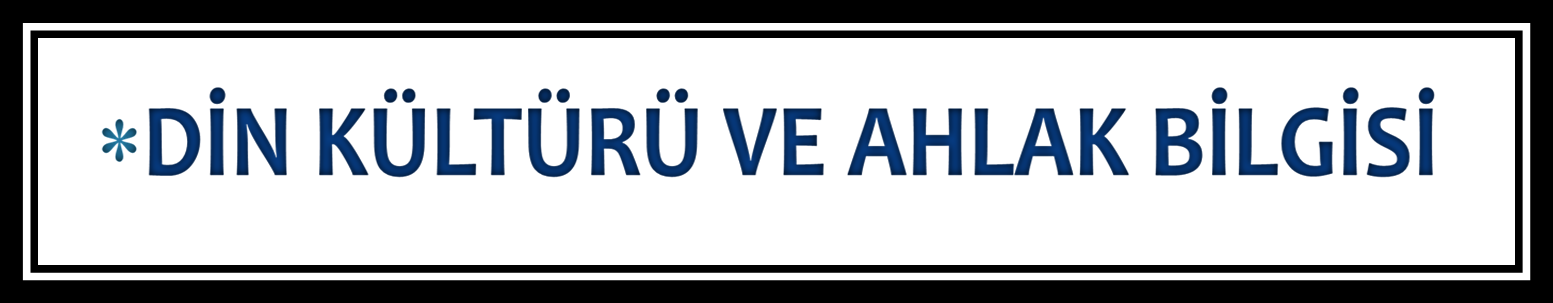 *DİN KÜLTÜRÜ VE AHLAK BİLGİSİ